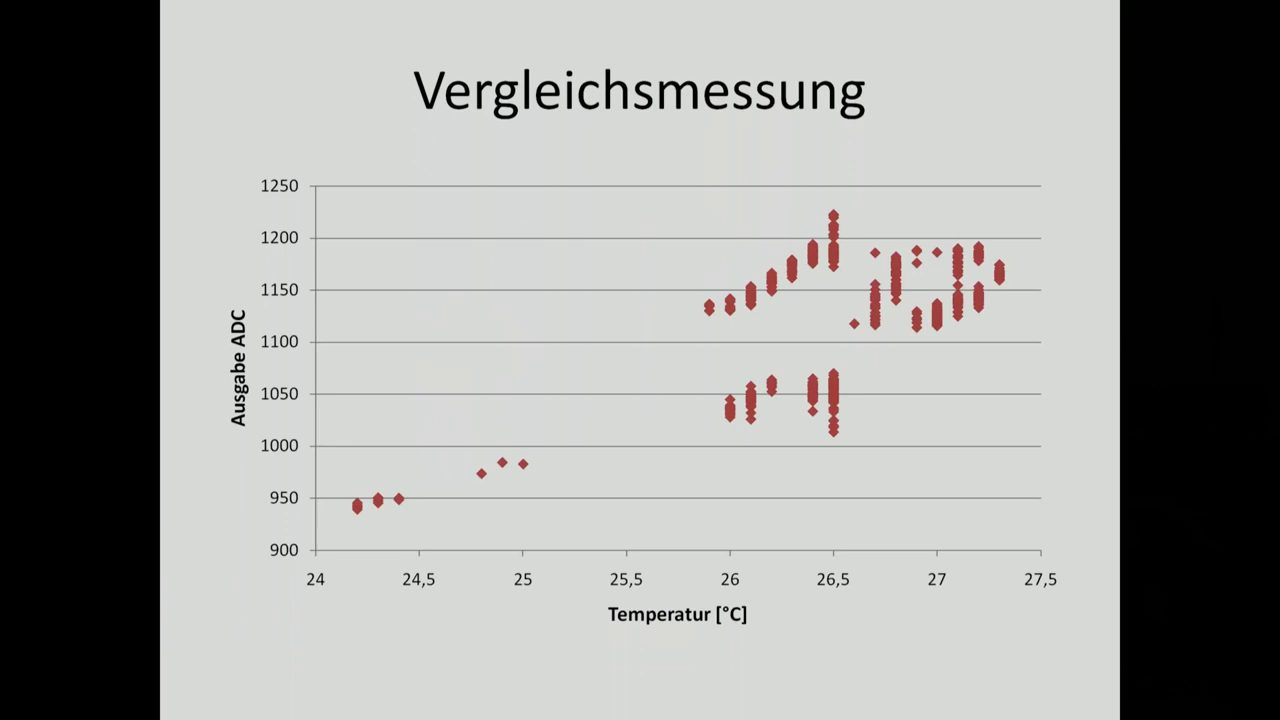 Vergleichsmessung
1250
1200
1150
1100
1050
1000
950
900
Ausgabe ADC
24 24,5 25 25,5 26 26,5 27 27,5
Temperatur [°C]